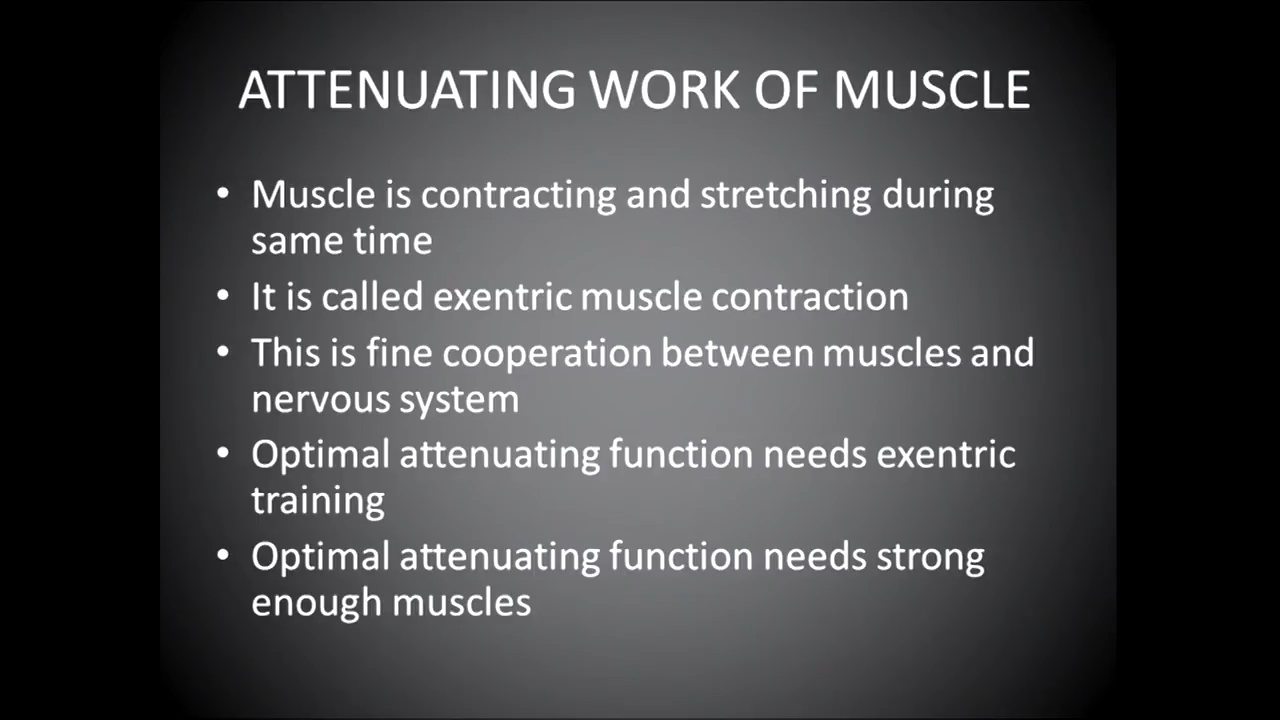 ATTENUATING WORK OF MUSCLE
• Muscle is contracting and stretching during
same time
• It is called exentric muscle contraction
• This is fine cooperation between muscles and
nervous system
• Optimal attenuating function needs exentric
training
• Optimal attenuating function needs strong
enough muscles